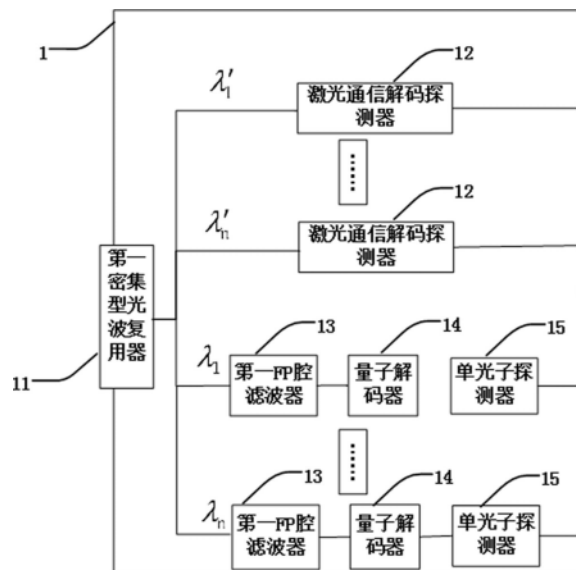 1
λ'₁
12
激光通信解码探
测器
⋮
λ'ₙ
12
激光通信解码探
测器
第一
密集
型光
波复
用器
11
λ₁
13
第一FP腔
滤波器
14
量子解
码器
15
单光子
探测器
⋮
λₙ
13
第一FP腔
滤波器
14
量子解
码器
15
单光子
探测器